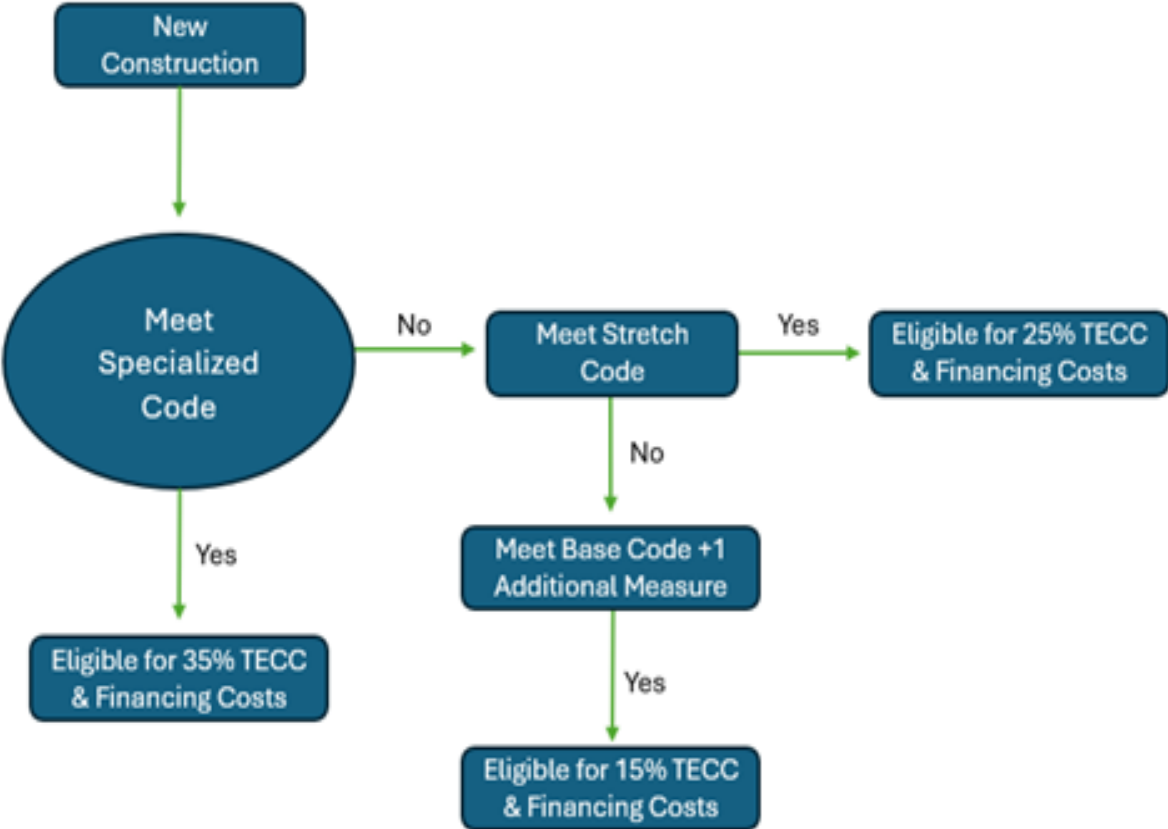 New
Construction
Meet
Specialized
Code
No
Meet Stretch
Code
Yes
Eligible for 25% TECC
& Financing Costs
No
Yes
Meet Base Code +1
Additional Measure
Eligible for 35% TECC
& Financing Costs
Yes
Eligible for 15% TECC
& Financing Costs